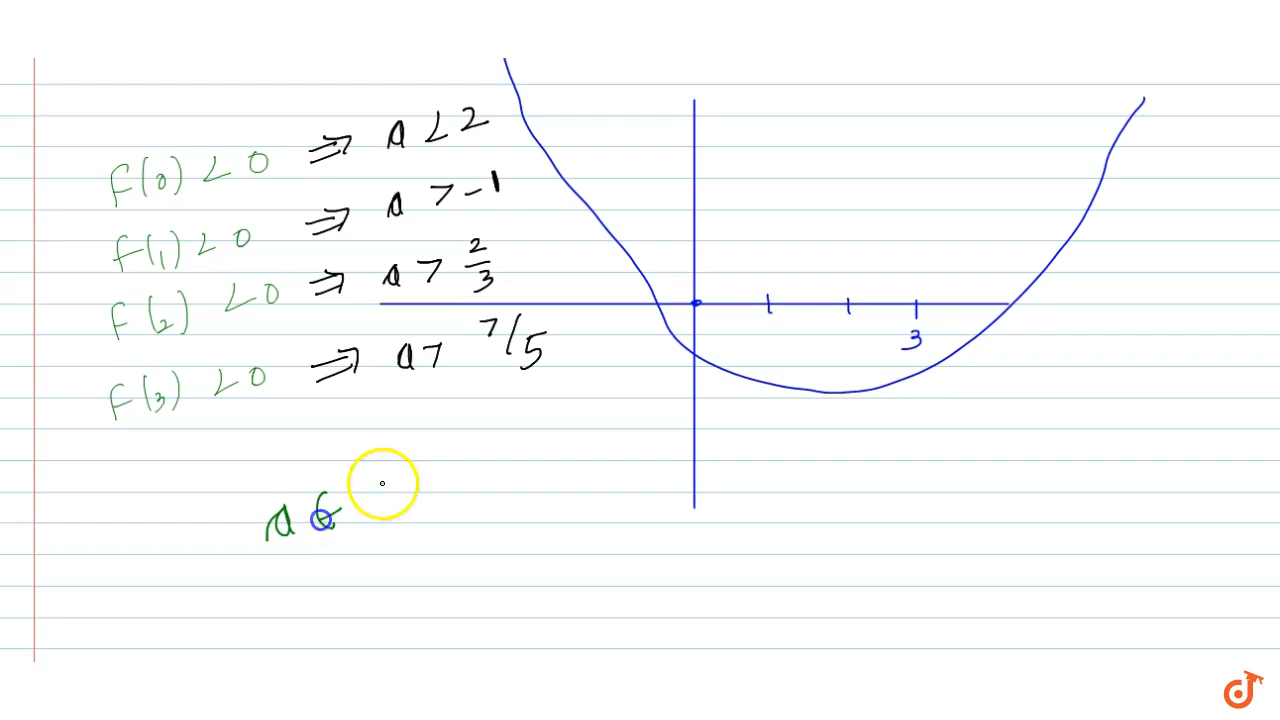 F(0) < 0 ⇒ a < 2
F(1) < 0 ⇒ a > -1
F(2) < 0 ⇒ a > 2/3
F(3) < 0 ⇒ a > 7/5
3
a ∈